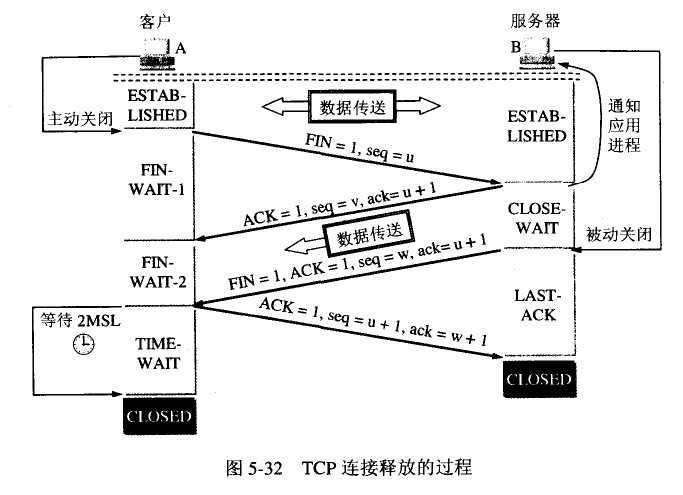 客户
服务器
A
B
ESTAB-
LISHED
数据传送
ESTAB-
LISHED
通知
应用
进程
主动关闭
FIN = 1, seq = u
FIN-
WAIT-1
ACK = 1, seq = v, ack= u + 1
CLOSE-
WAIT
数据传送
被动关闭
FIN-
WAIT-2
FIN = 1, ACK = 1, seq = w, ack= u + 1
等待 2MSL
ACK = 1, seq = u + 1, ack = w + 1
LAST-
ACK
TIME-
WAIT
CLOSED
CLOSED
图 5-32 TCP 连接释放的过程